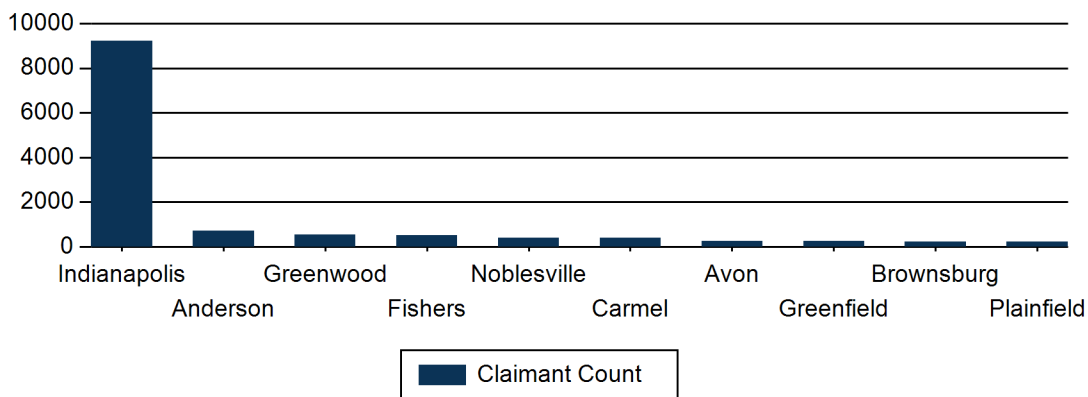 10000
8000
6000
4000
2000
0
Indianapolis Greenwood Noblesville Avon Brownsburg
Anderson Fishers Carmel Greenfield Plainfield
Claimant Count